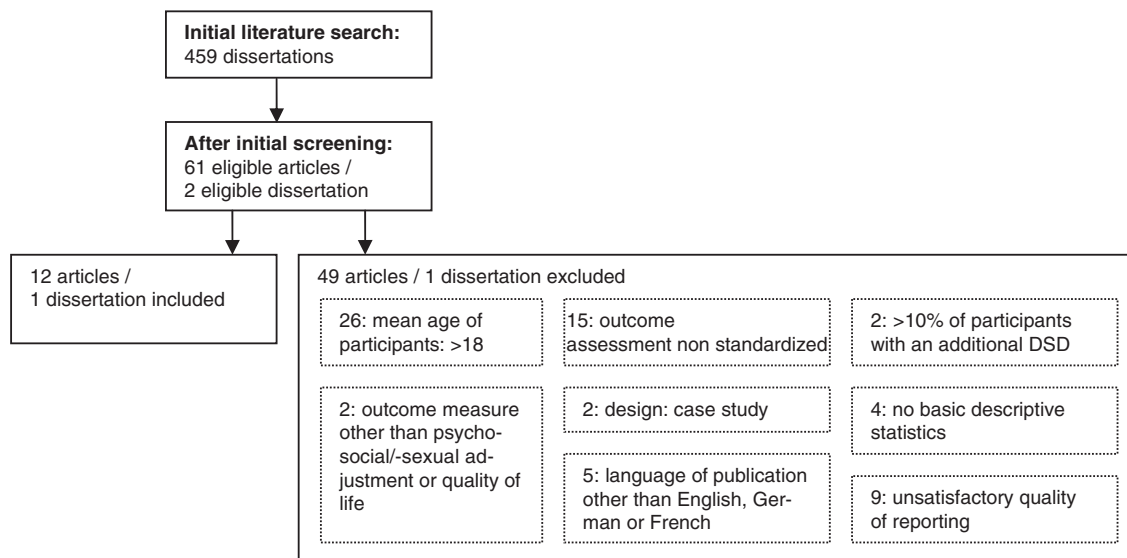 Initial literature search:
459 dissertations
After initial screening:
61 eligible articles /
2 eligible dissertation
12 articles /
1 dissertation included
49 articles / 1 dissertation excluded
26: mean age of
participants: >18
15: outcome
assessment non standardized
2: >10% of participants
with an additional DSD
2: outcome measure
other than psycho-
social/-sexual ad-
justment or quality of
life
2: design: case study
4: no basic descriptive
statistics
5: language of publication
other than English, Ger-
man or French
9: unsatisfactory quality
of reporting